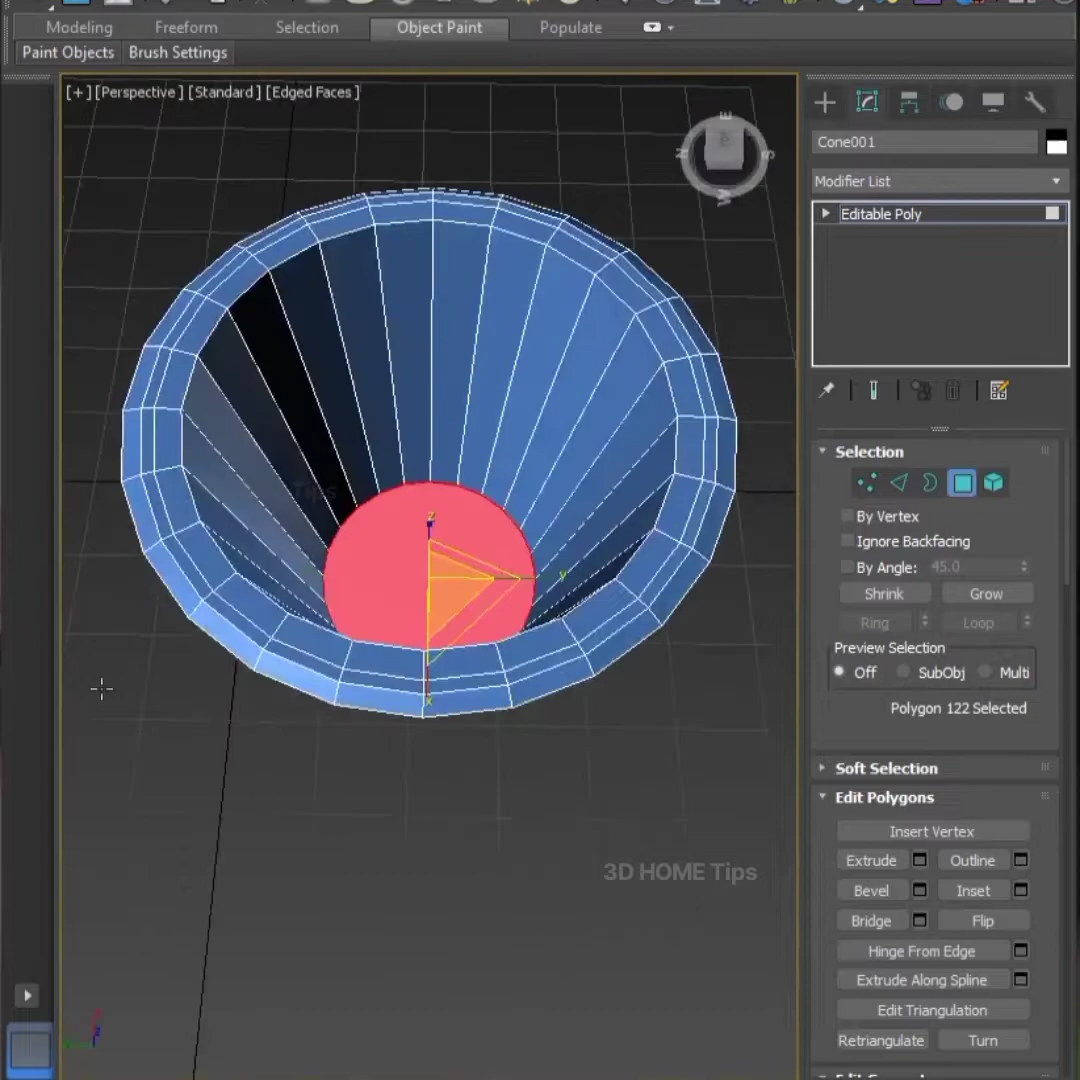 Modeling Freeform Selection Object Paint Populate
Paint Objects Brush Settings
[+] [Perspective ] [Standard ] [Edged Faces ]
E
N
S
W
Cone001
Modifier List
Editable Poly
Selection
By Vertex
Ignore Backfacing
By Angle: 45.0
Shrink Grow
Ring Loop
Preview Selection
Off SubObj Multi
Polygon 122 Selected
Soft Selection
Edit Polygons
Insert Vertex
Extrude Outline
Bevel Inset
Bridge Flip
Hinge From Edge
Extrude Along Spline
Edit Triangulation
Retriangulate Turn
Tips
z
y
x
3D HOME Tips